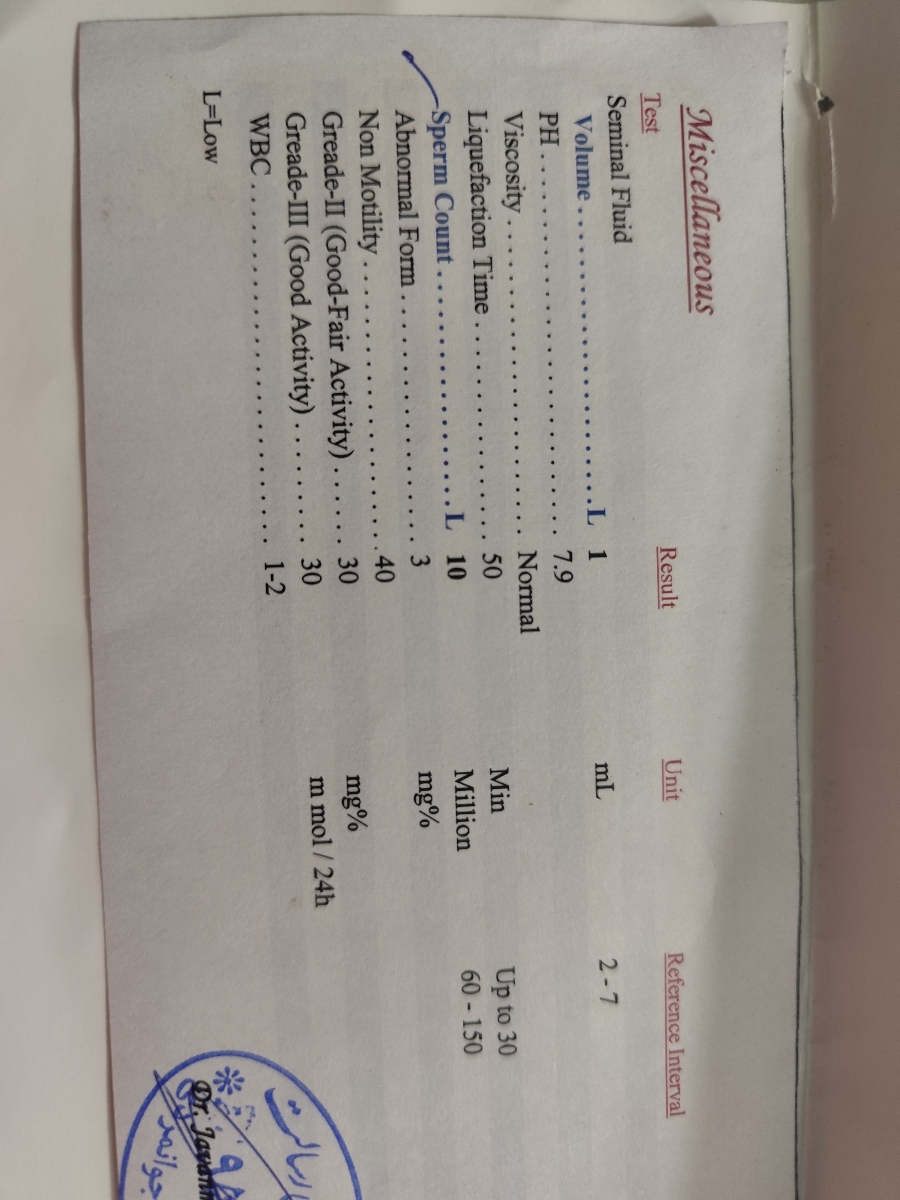 Miscellaneous
Test Result Unit Reference Interval
Seminal Fluid
Volume..............................L 1 mL 2 - 7
PH................................. 7.9
Viscosity........................... Normal
Liquefaction Time.................. 50 Min Up to 30
Sperm Count.....................L 10 Million 60 - 150
Abnormal Form.................... 3 mg%
Non Motility........................ 40
Greade-II (Good-Fair Activity)..... 30 mg%
Greade-III (Good Activity)......... 30 m mol / 24h
WBC............................... 1-2
L=Low
Dr.